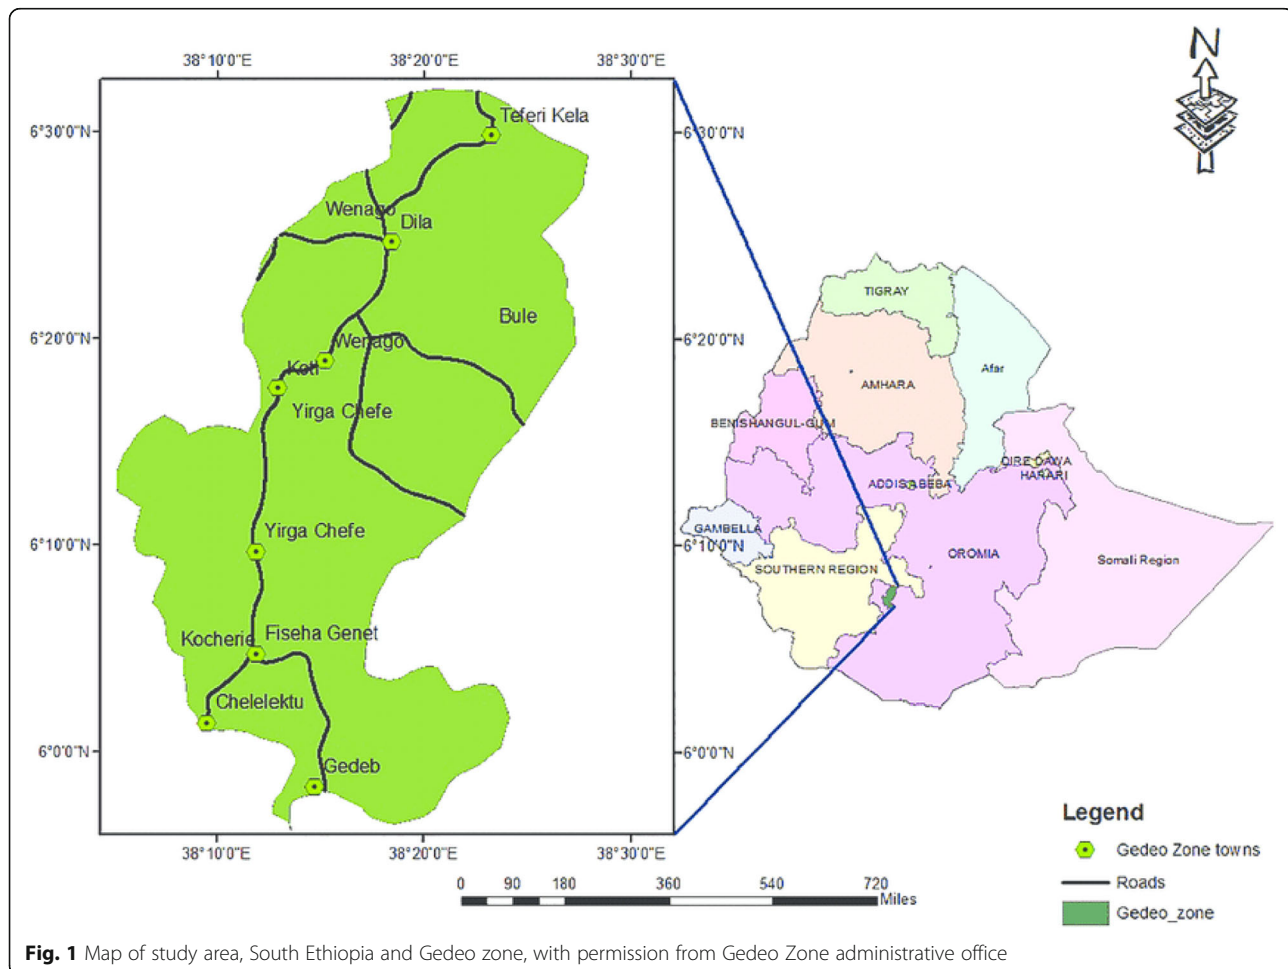 38°10'0"E 38°20'0"E 38°30'0"E
N
6°30'0"N
6°30'0"N
Teferi Kela
Wenago
Dila
Bule
6°20'0"N
6°20'0"N
Wenago
Koti
Yirga Chefe
6°10'0"N
6°10'0"N
Yirga Chefe
Kocherie
Fiseha Genet
Chelelektu
6°0'0"N
6°0'0"N
Gedeb
38°10'0"E 38°20'0"E 38°30'0"E
TIGRAY
Afar
AMHARA
BENISHANGUL-GUM
DIRE DAWA
HARARI
ADDIS ABEBA
GAMBELLA
SOUTHERN REGION
OROMIA
Somali Region
Legend
Gedeo Zone towns
Roads
Gedeo_zone
0 90 180 360 540 720
Miles
Fig. 1 Map of study area, South Ethiopia and Gedeo zone, with permission from Gedeo Zone administrative office